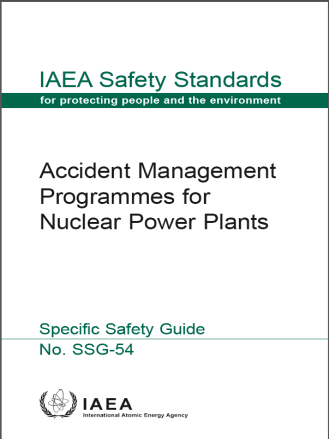 IAEA Safety Standards
for protecting people and the environment
Accident Management
Programmes for
Nuclear Power Plants
Specific Safety Guide
No. SSG-54
IAEA
International Atomic Energy Agency